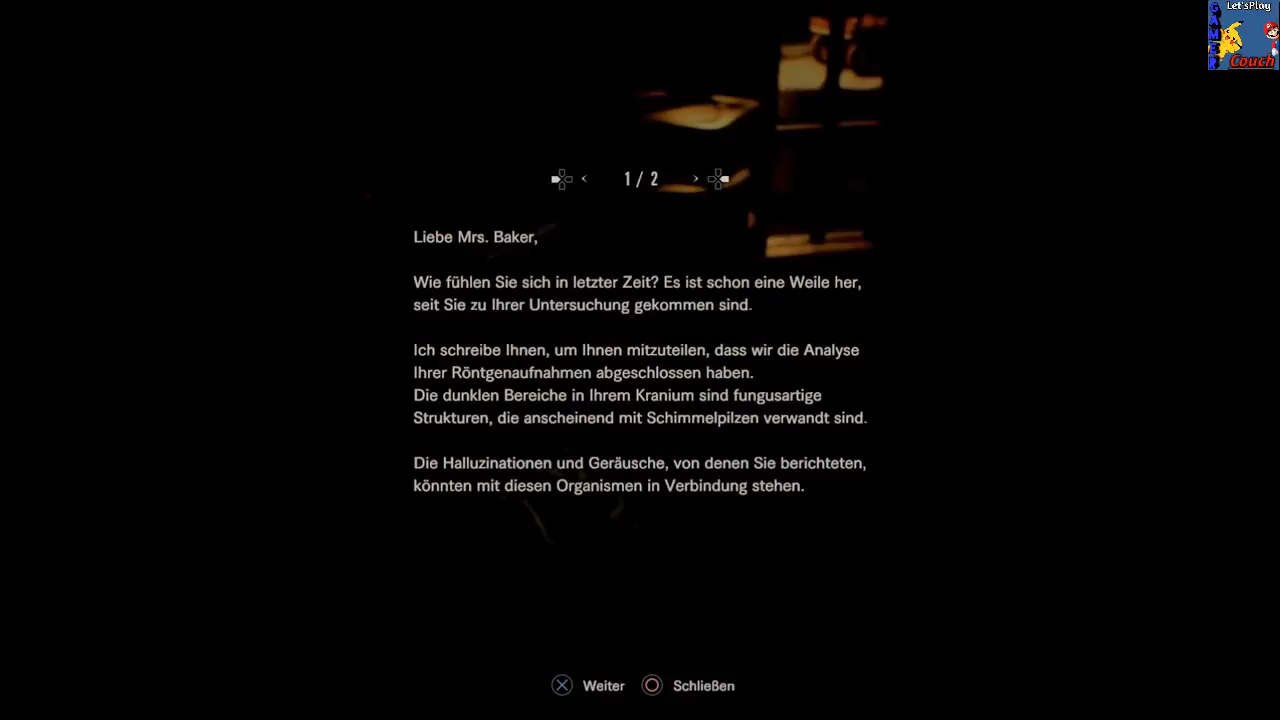 Let'sPlay
GAMER
Couch
1 / 2
Liebe Mrs. Baker,
Wie fühlen Sie sich in letzter Zeit? Es ist schon eine Weile her,
seit Sie zu Ihrer Untersuchung gekommen sind.
Ich schreibe Ihnen, um Ihnen mitzuteilen, dass wir die Analyse
Ihrer Röntgenaufnahmen abgeschlossen haben.
Die dunklen Bereiche in Ihrem Kranium sind fungusartige
Strukturen, die anscheinend mit Schimmelpilzen verwandt sind.
Die Halluzinationen und Geräusche, von denen Sie berichteten,
könnten mit diesen Organismen in Verbindung stehen.
Weiter Schließen